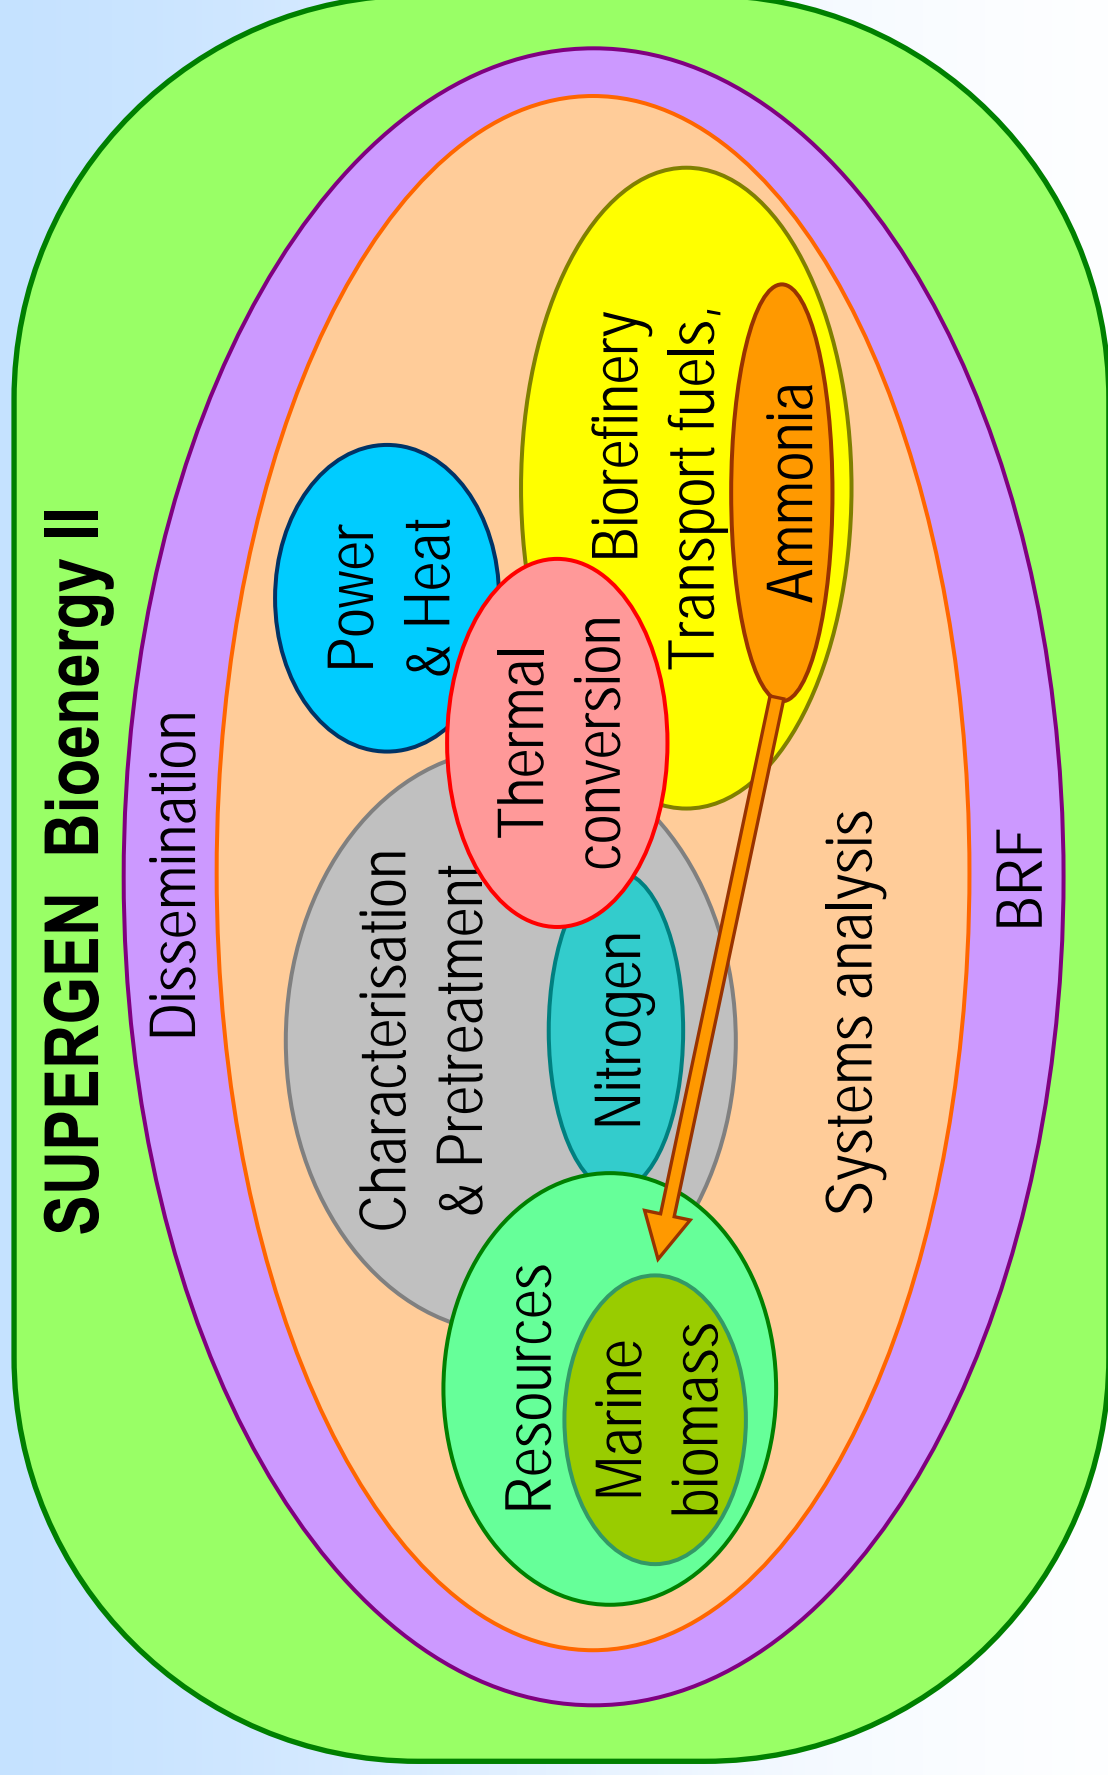 SUPERGEN Bioenergy II
Dissemination
Power
& Heat
Characterisation
& Pretreatment
Thermal
conversion
Biorefinery
Transport fuels,
Ammonia
Resources
Marine
biomass
Nitrogen
Systems analysis
BRF